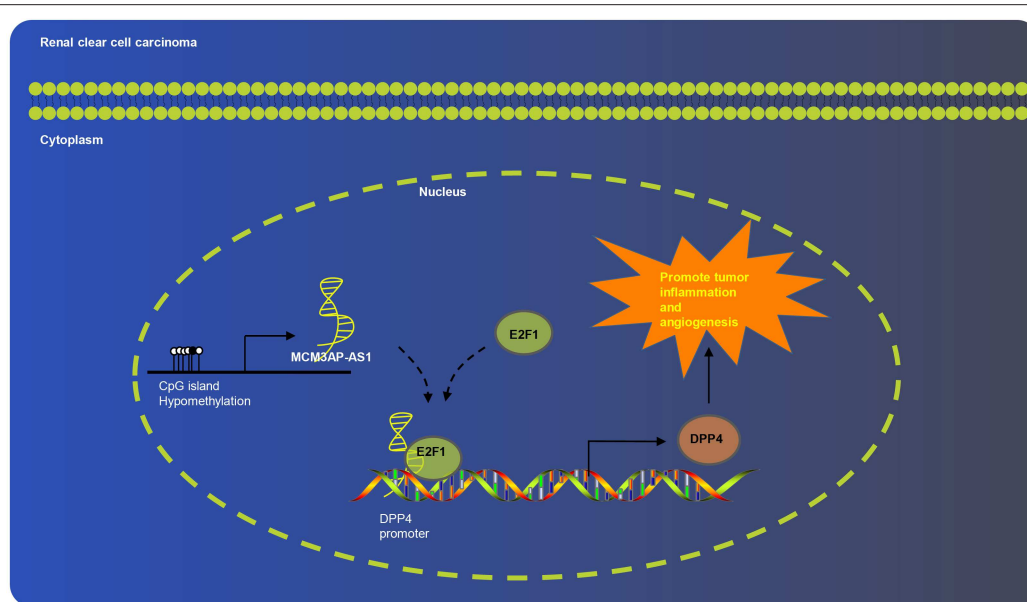 Renal clear cell carcinoma
Cytoplasm
Nucleus
Promote tumor
inflammation
and
angiogenesis
E2F1
MCM3AP-AS1
CpG island
Hypomethylation
DPP4
E2F1
DPP4
promoter